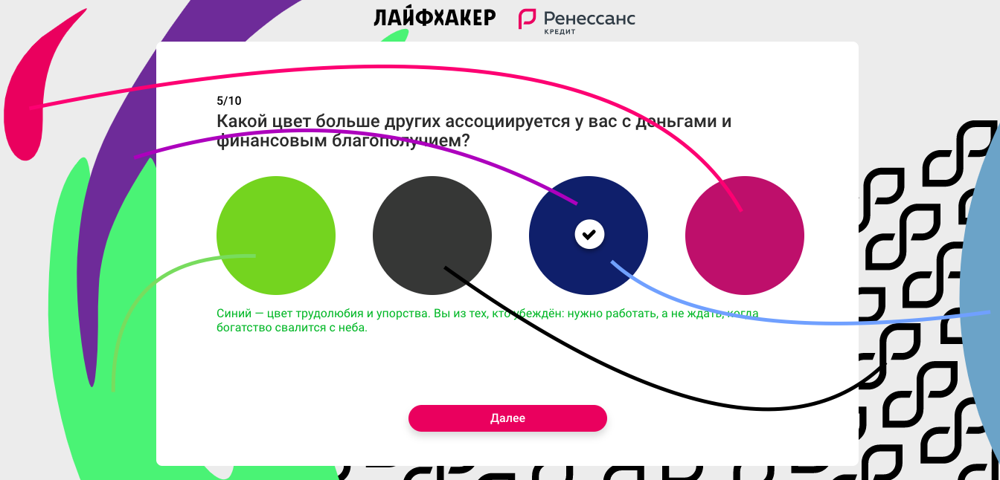 ЛАЙФХАКЕР
Ренессанс
КРЕДИТ
5/10
Какой цвет больше других ассоциируется у вас с деньгами и
финансовым благополучием?
Синий — цвет трудолюбия и упорства. Вы из тех, кто убеждён: нужно работать, а не ждать, когда
богатство свалится с неба.
Далее